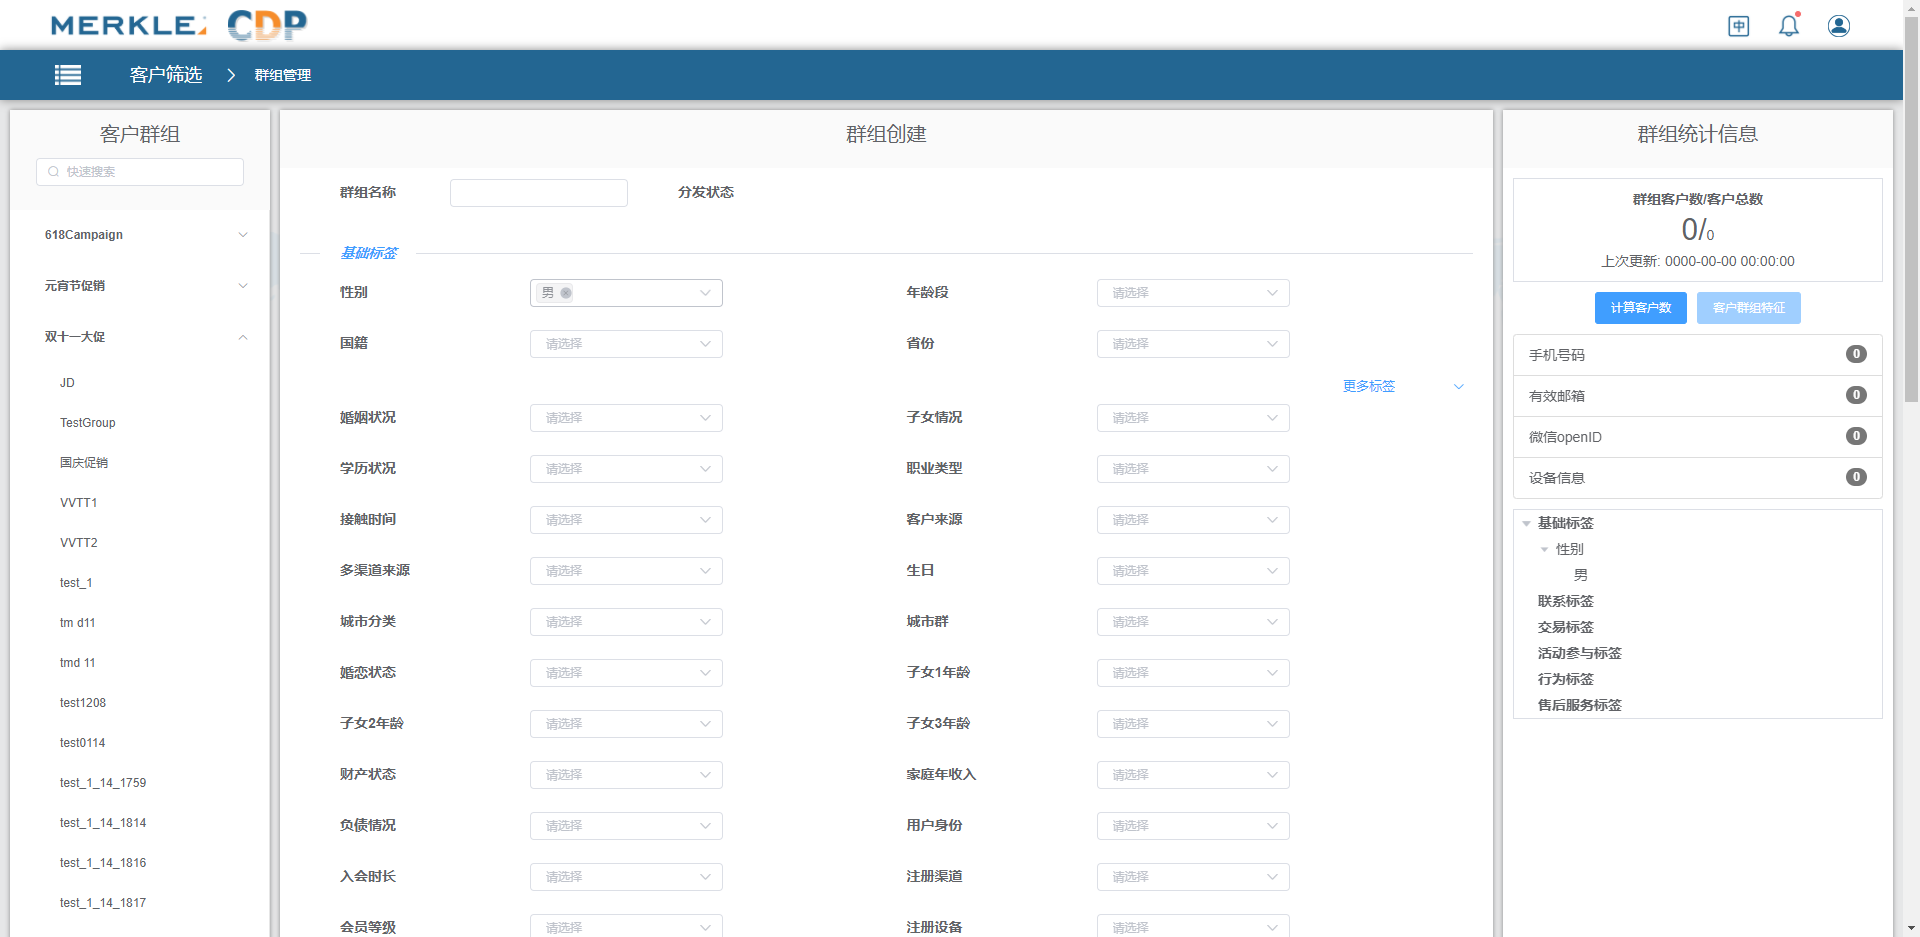 MERKLE CDP
中
客户筛选 > 群组管理
客户群组
快速搜索
618Campaign
元宵节促销
双十一大促
JD
TestGroup
国庆促销
VVTT1
VVTT2
test_1
tm d11
tmd 11
test1208
test0114
test_1_14_1759
test_1_14_1814
test_1_14_1816
test_1_14_1817
群组创建
群组名称 分发状态
基础标签
性别 男 年龄段 请选择
国籍 请选择 省份 请选择
更多标签
婚姻状况 请选择 子女情况 请选择
学历状况 请选择 职业类型 请选择
接触时间 请选择 客户来源 请选择
多渠道来源 请选择 生日 请选择
城市分类 请选择 城市群 请选择
婚恋状态 请选择 子女1年龄 请选择
子女2年龄 请选择 子女3年龄 请选择
财产状态 请选择 家庭年收入 请选择
负债情况 请选择 用户身份 请选择
入会时长 请选择 注册渠道 请选择
会员等级 请选择 注册设备 请选择
群组统计信息
群组客户数/客户总数
0/0
上次更新: 0000-00-00 00:00:00
计算客户数 客户群组特征
手机号码 0
有效邮箱 0
微信openID 0
设备信息 0
基础标签
性别
男
联系标签
交易标签
活动参与标签
行为标签
售后服务标签